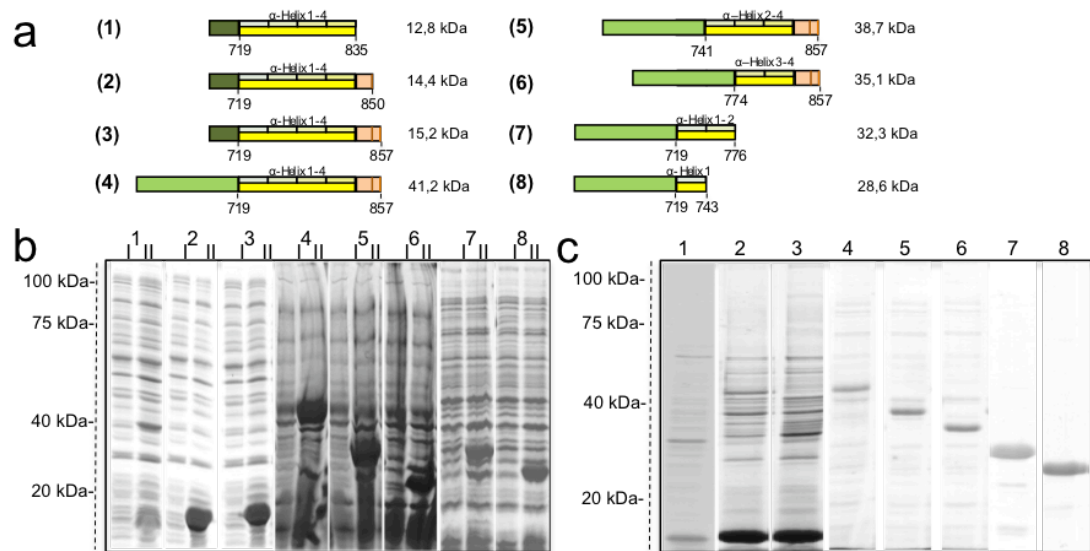 a
(1) α-Helix 1-4 12,8 kDa
719 835
(2) α-Helix 1-4 14,4 kDa
719 850
(3) α-Helix 1-4 15,2 kDa
719 857
(4) α-Helix 1-4 41,2 kDa
719 857
(5) α-Helix 2-4 38,7 kDa
741 857
(6) α-Helix 3-4 35,1 kDa
774 857
(7) α-Helix 1-2 32,3 kDa
719 776
(8) α-Helix 1 28,6 kDa
719 743
b
1 2 3 4 5 6 7 8
I II I II I II I II I II I II I II I II
100 kDa-
75 kDa-
40 kDa-
20 kDa-
c
1 2 3 4 5 6 7 8
100 kDa-
75 kDa-
40 kDa-
20 kDa-